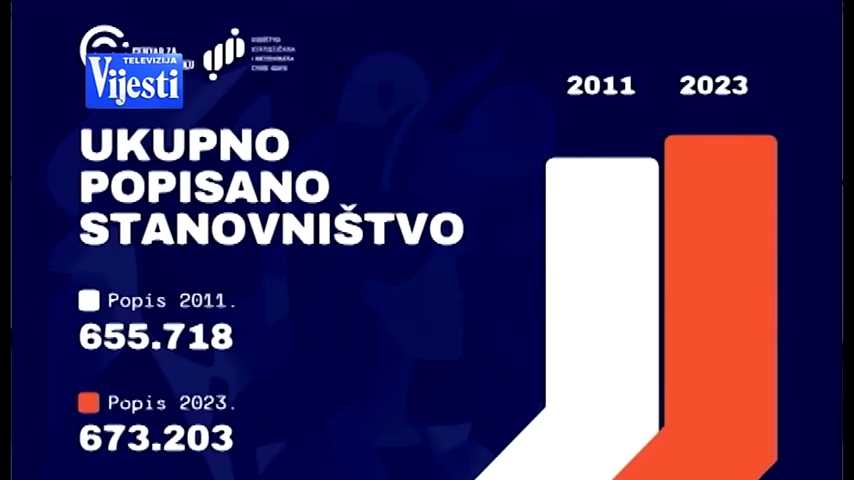 TELEVIZIJA
Vijesti
2011 2023
UKUPNO
POPISANO
STANOVNIŠTVO
Popis 2011.
655.718
Popis 2023.
673.203